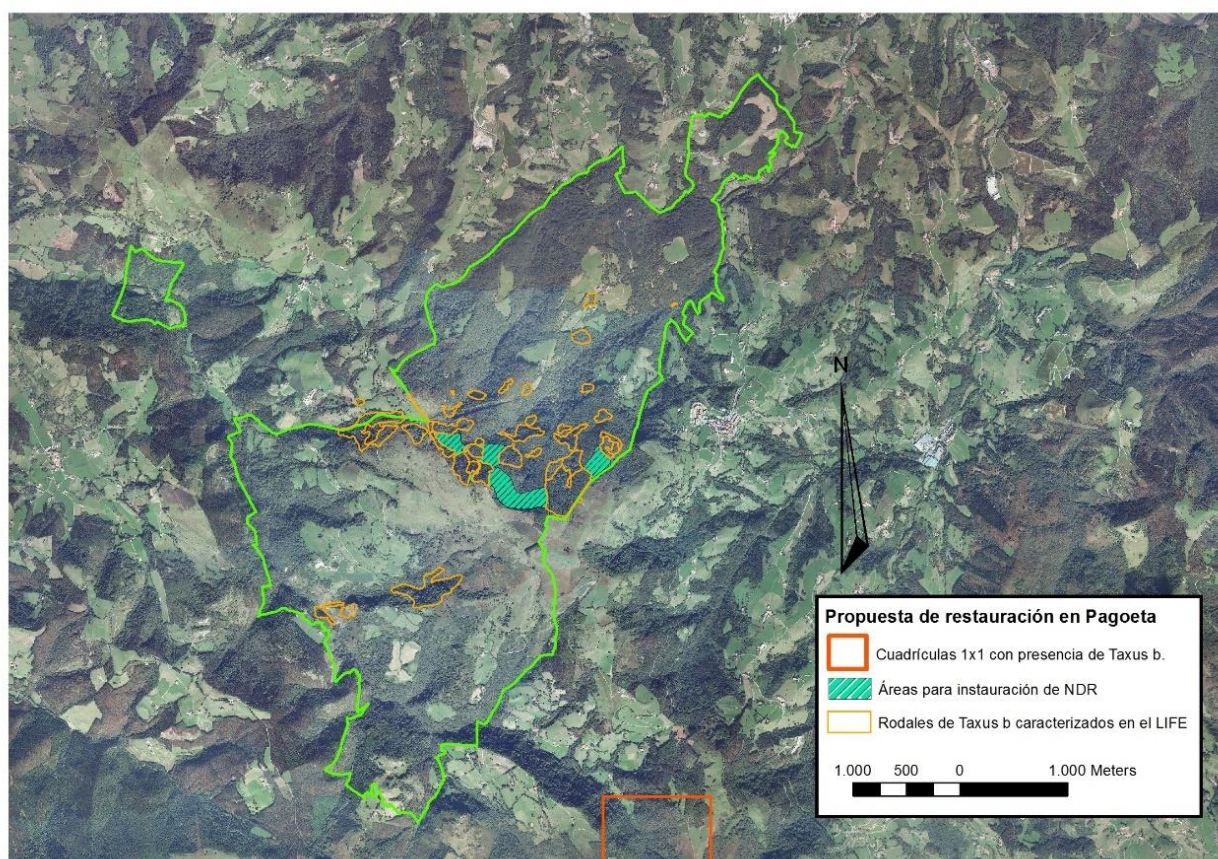 N
Propuesta de restauración en Pagoeta
Cuadrículas 1x1 con presencia de Taxus b.
Áreas para instauración de NDR
Rodales de Taxus b caracterizados en el LIFE
1.000 500 0 1.000 Meters